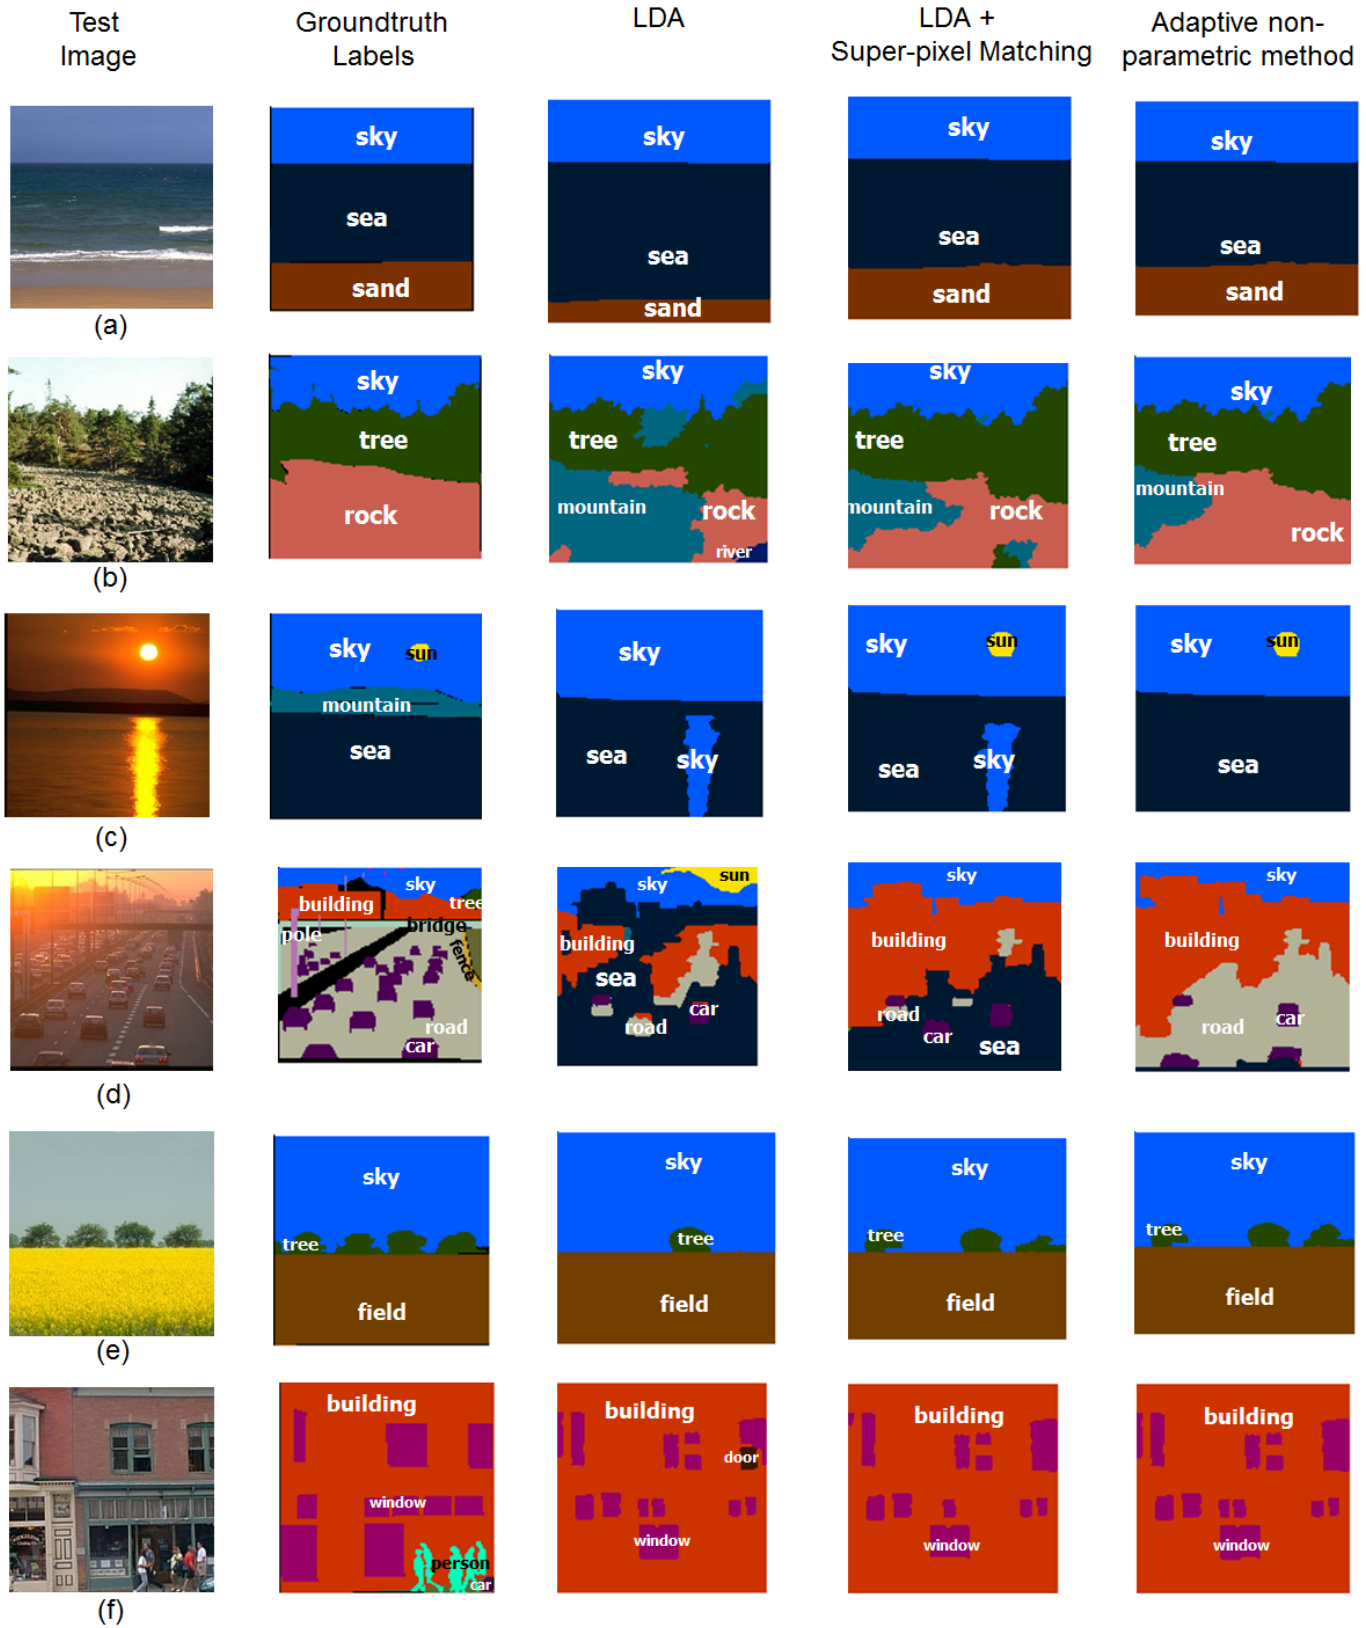 Test
Image
Groundtruth
Labels
LDA
LDA +
Super-pixel Matching
Adaptive non-
parametric method
sky
sea
sand
sky
sea
sand
sky
sea
sand
sky
sea
sand
(a)
sky
tree
rock
sky
tree
mountain
rock
river
sky
tree
mountain
rock
sky
tree
mountain
rock
(b)
sky
sun
mountain
sea
sky
sea
sky
sky
sun
sea
sky
sky
sun
sea
(c)
sky
building
tree
bridge
pole
fence
road
car
sky
sun
building
sea
car
road
sky
building
road
car
sea
sky
building
road
car
(d)
sky
tree
field
sky
tree
field
sky
tree
field
sky
tree
field
(e)
building
window
person
car
building
door
window
building
window
building
window
(f)